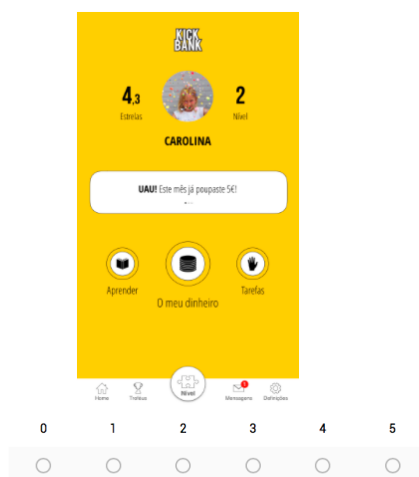 KICK
BANK
4,3
Estrelas
2
Nível
CAROLINA
UAU! Este mês já poupaste 5€!
Aprender
O meu dinheiro
Tarefas
1
Home
Troféus
Nível
Mensagens
Definições
0 1 2 3 4 5